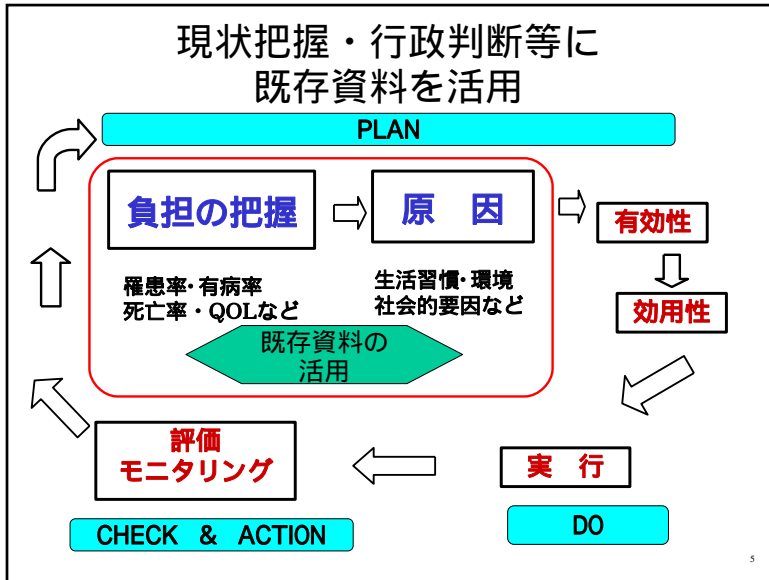 現状把握・行政判断等に
既存資料を活用
PLAN
負担の把握
原　因
有効性
罹患率・有病率
死亡率・QOLなど
生活習慣・環境
社会的要因など
効用性
既存資料の
活用
評価
モニタリング
実　行
CHECK & ACTION
DO
5